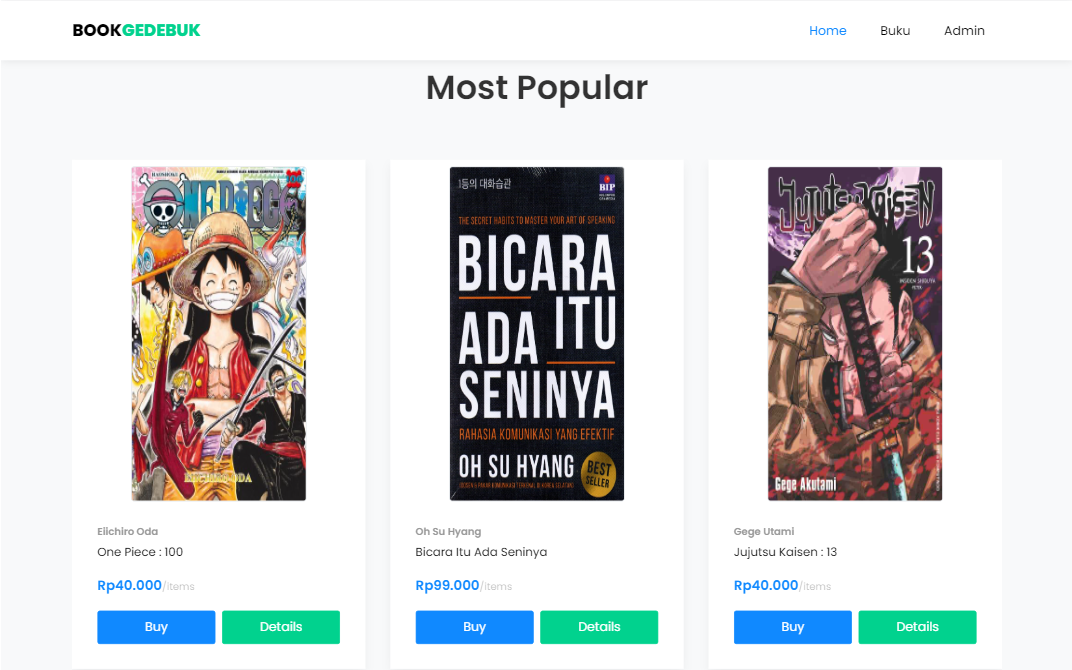 BOOKGEDEBUK
Home Buku Admin
Most Popular
ONE PIECE
1등의 대화습관
BIP
THE SECRET HABITS TO MASTER YOUR ART OF SPEAKING
BICARA
ITU
ADA
SENINYA
RAHASIA KOMUNIKASI YANG EFEKTIF
OH SU HYANG
BEST
SELLER
JUJUTSU KAISEN
13
Gege Akutami
Eiichiro Oda
One Piece : 100
Rp40.000/items
Buy Details
Oh Su Hyang
Bicara Itu Ada Seninya
Rp99.000/items
Buy Details
Gege Utami
Jujutsu Kaisen : 13
Rp40.000/items
Buy Details